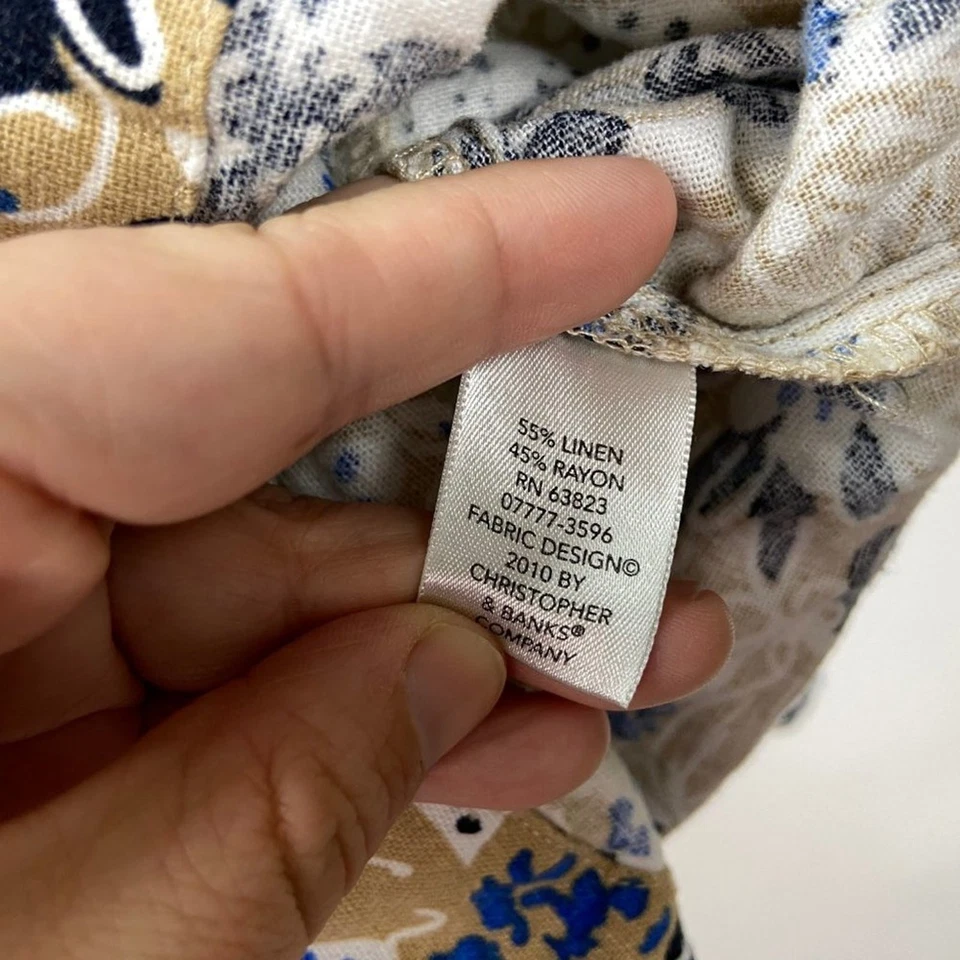 55% LINEN
45% RAYON
RN 63823
07777-3596
FABRIC DESIGN©
2010 BY
CHRISTOPHER
& BANKS®
COMPANY